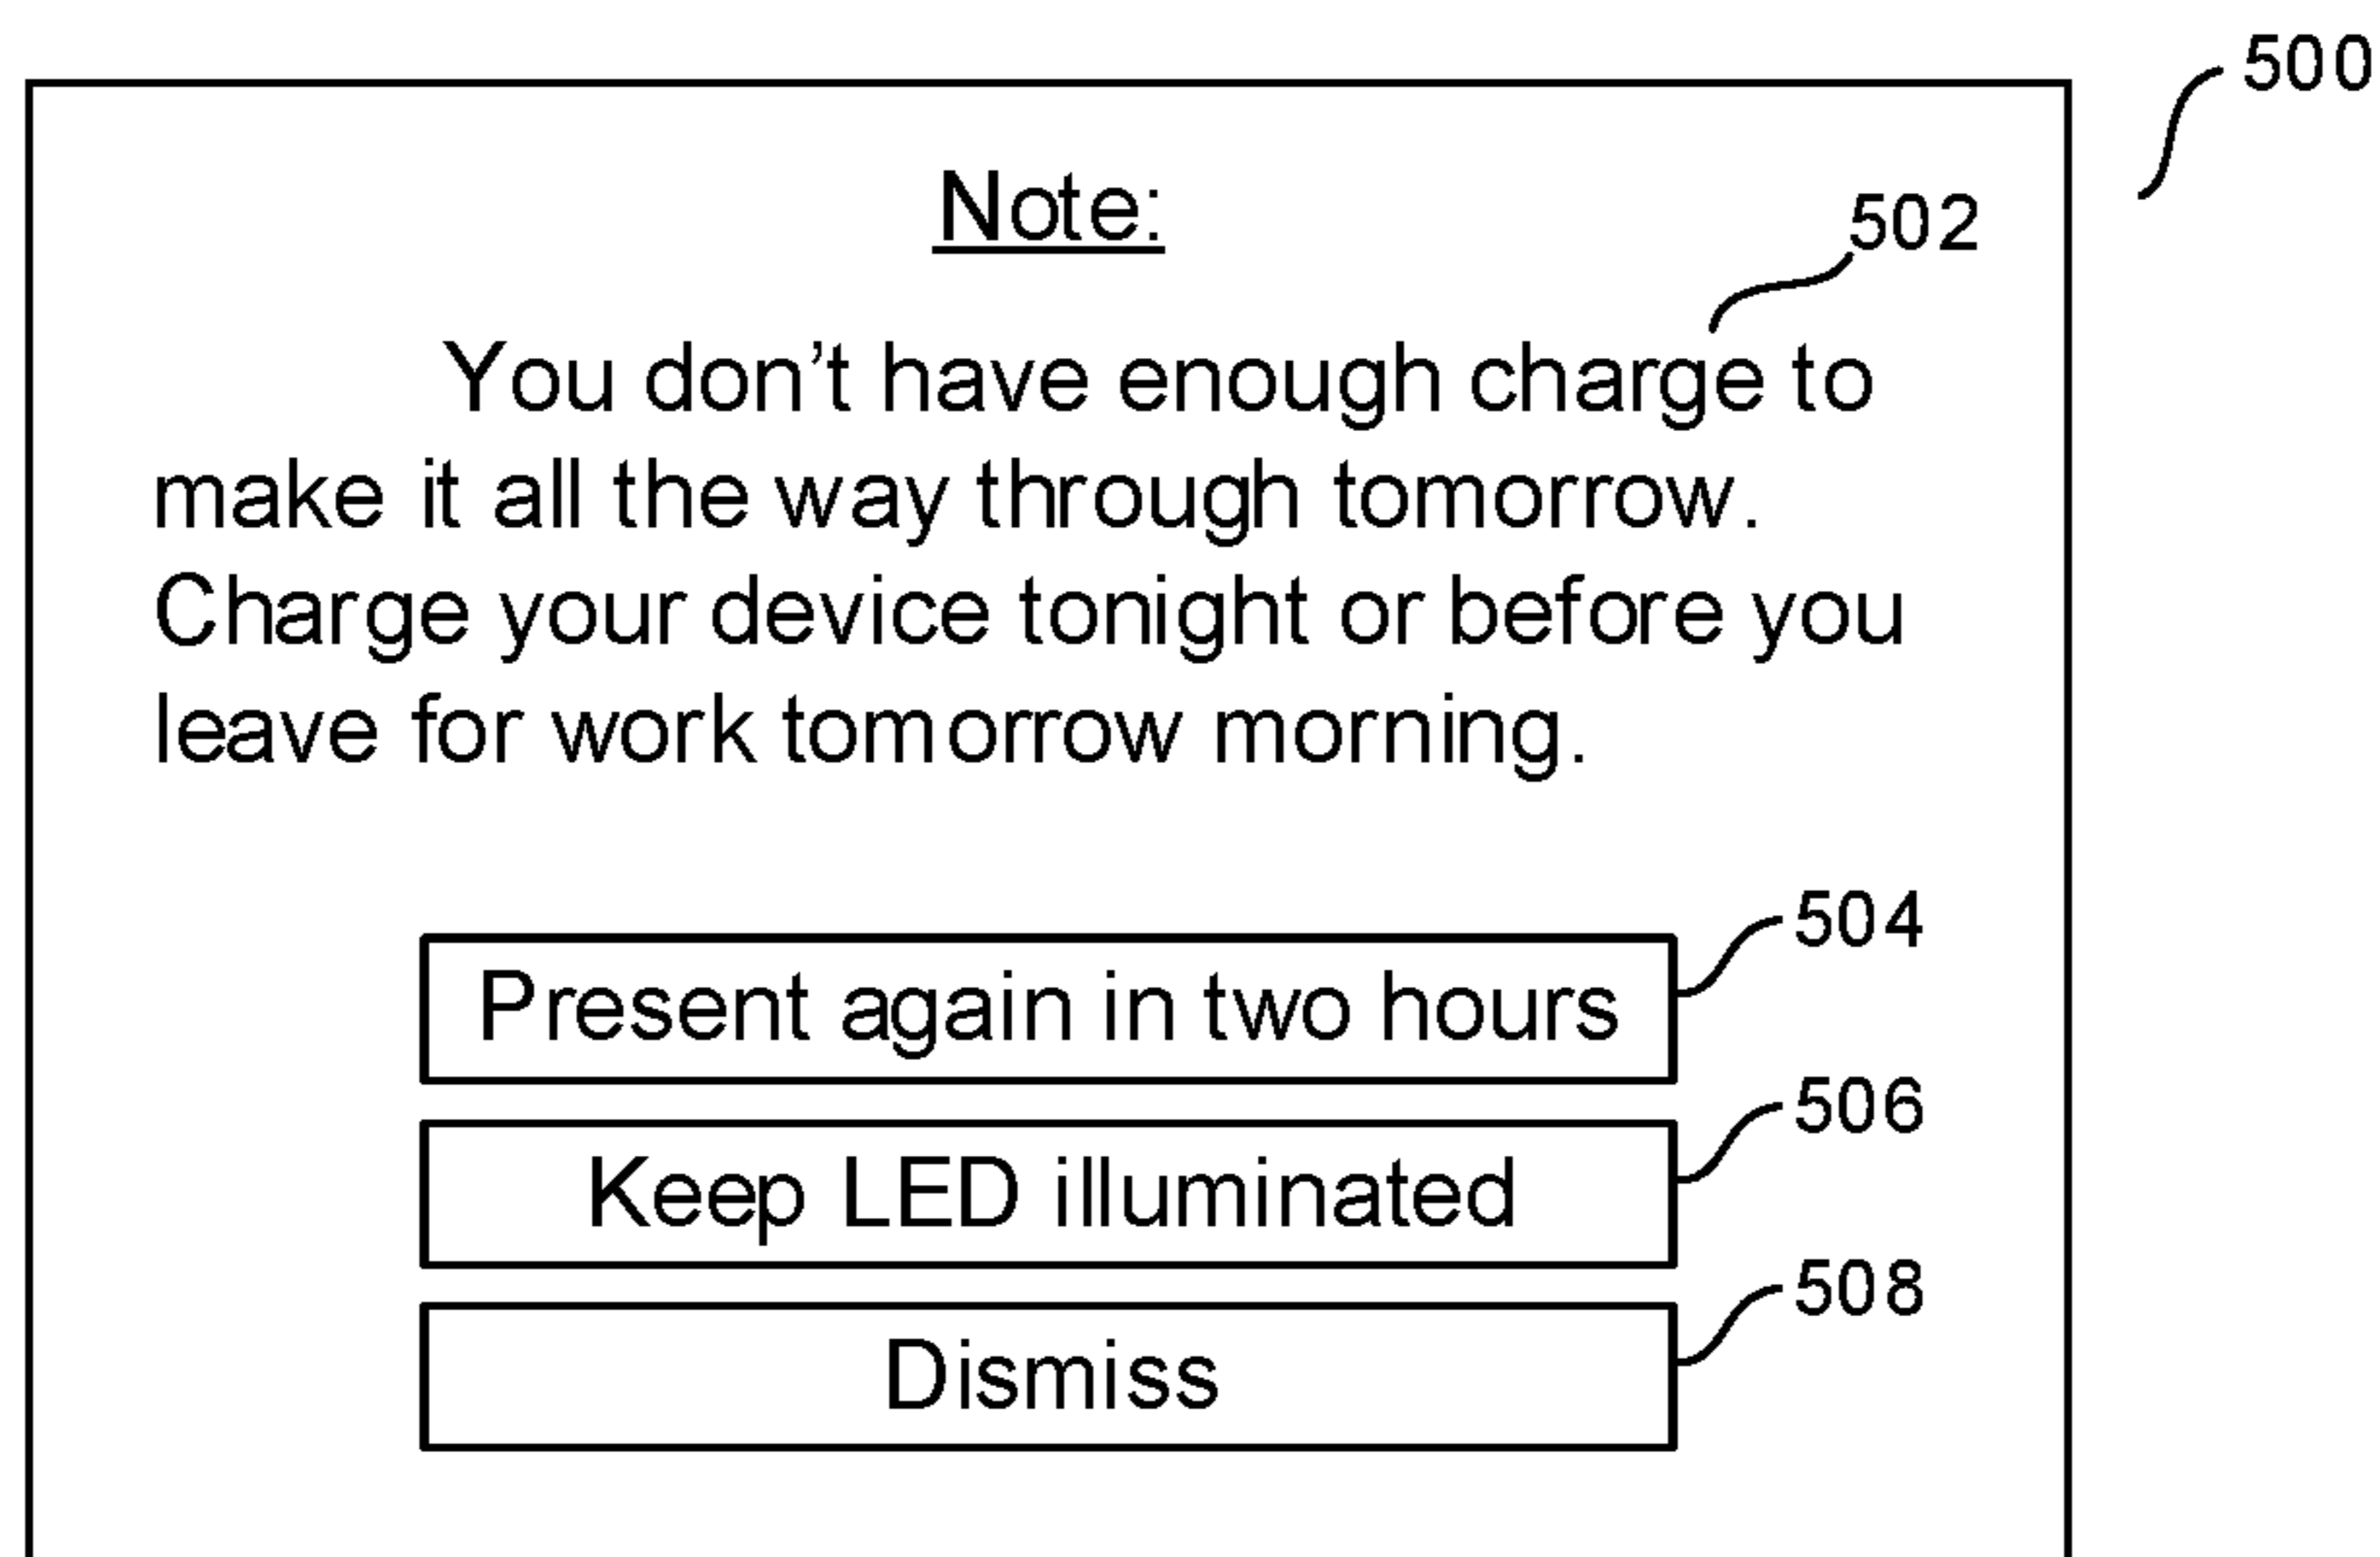 500
Note:
502
You don't have enough charge to
make it all the way through tomorrow.
Charge your device tonight or before you
leave for work tomorrow morning.
504
Present again in two hours
506
Keep LED illuminated
508
Dismiss